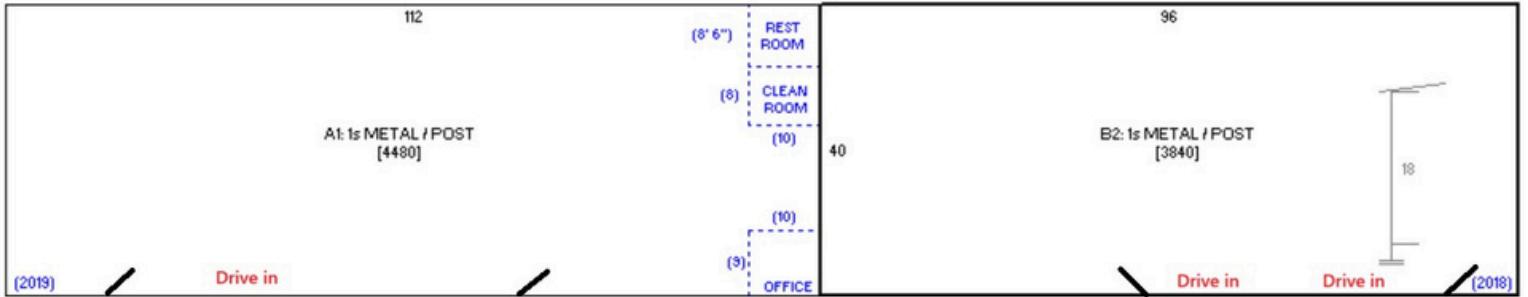 112
96
(8' 6")
REST
ROOM
(8)
CLEAN
ROOM
A1: 1s METAL / POST
[4480]
(10)
40
B2: 1s METAL / POST
[3840]
18
(10)
(9)
OFFICE
(2019)
Drive in
Drive in
Drive in
(2018)